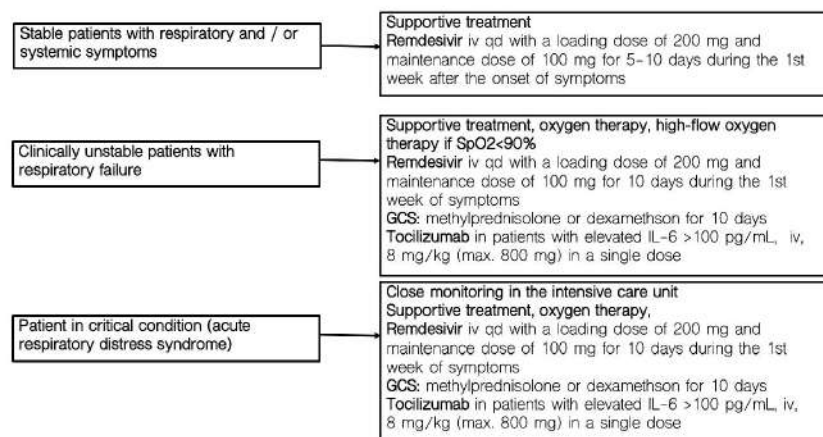 Stable patients with respiratory and / or
systemic symptoms
Supportive treatment
Remdesivir iv qd with a loading dose of 200 mg and
maintenance dose of 100 mg for 5-10 days during the 1st
week after the onset of symptoms
Clinically unstable patients with
respiratory failure
Supportive treatment, oxygen therapy, high-flow oxygen
therapy if SpO2<90%
Remdesivir iv qd with a loading dose of 200 mg and
maintenance dose of 100 mg for 10 days during the 1st
week of symptoms
GCS: methylprednisolone or dexamethson for 10 days
Tocilizumab in patients with elevated IL-6 >100 pg/mL, iv,
8 mg/kg (max. 800 mg) in a single dose
Patient in critical condition (acute
respiratory distress syndrome)
Close monitoring in the intensive care unit
Supportive treatment, oxygen therapy,
Remdesivir iv qd with a loading dose of 200 mg and
maintenance dose of 100 mg for 10 days during the 1st
week of symptoms
GCS: methylprednisolone or dexamethson for 10 days
Tocilizumab in patients with elevated IL-6 >100 pg/mL, iv,
8 mg/kg (max. 800 mg) in a single dose